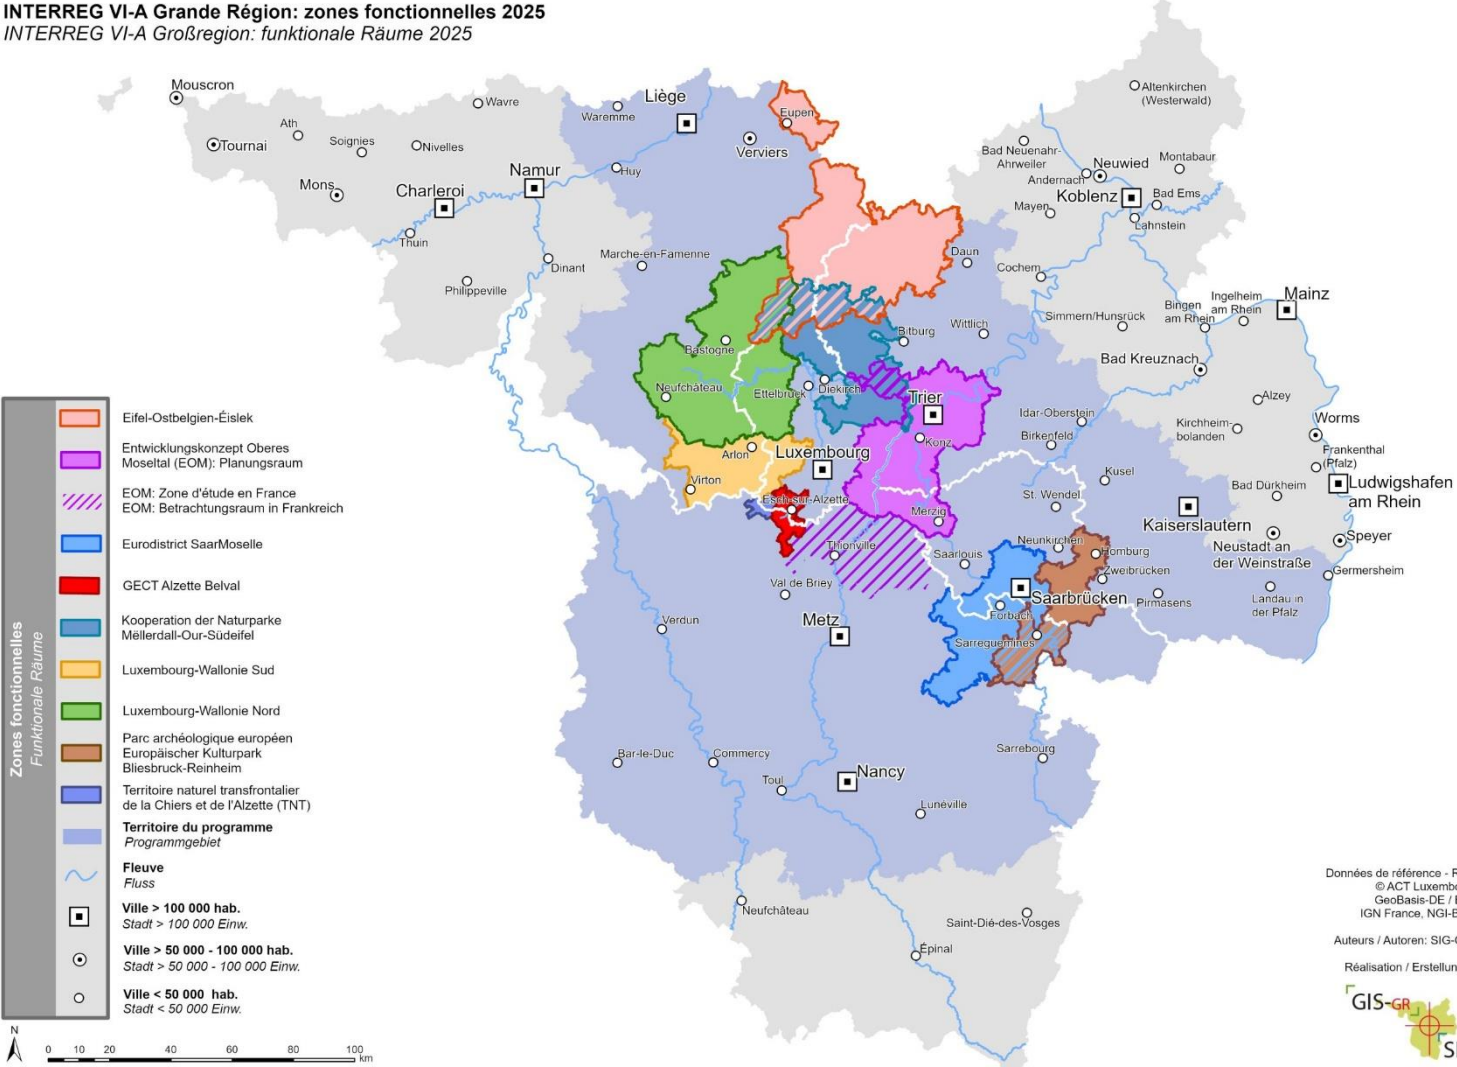 INTERREG VI-A Grande Région: zones fonctionnelles 2025
INTERREG VI-A Großregion: funktionale Räume 2025
Mouscron
Wavre
Ath
Soignies
Tournai
Nivelles
Mons
Charleroi
Namur
Thuin
Dinant
Philippeville
Waremme
Liège
Verviers
Huy
Eupen
Marche-en-Famenne
Altenkirchen
(Westerwald)
Bad Neuenahr-
Ahrweiler
Neuwied
Montabaur
Andernach
Koblenz
Bad Ems
Mayen
Lahnstein
Daun
Cochem
Simmern/Hunsrück
Bingen
am Rhein
Ingelheim
am Rhein
Mainz
Bad Kreuznach
Bitburg
Wittlich
Bastogne
Neufchâteau
Ettelbruck
Diekirch
Trier
Konz
Idar-Oberstein
Birkenfeld
Alzey
Kirchheim-
bolanden
Worms
Frankenthal
(Pfalz)
Arlon
Luxembourg
Virton
Esch-sur-Alzette
Kusel
St. Wendel
Bad Dürkheim
Ludwigshafen
am Rhein
Merzig
Kaiserslautern
Neustadt an
der Weinstraße
Speyer
Germersheim
Thionville
Saarlouis
Neunkirchen
Homburg
Zweibrücken
Val de Briey
Saarbrücken
Pirmasens
Landau in
der Pfalz
Forbach
Metz
Verdun
Sarreguemines
Bar-le-Duc
Commercy
Sarrebourg
Toul
Nancy
Lunéville
Neufchâteau
Saint-Dié-des-Vosges
Épinal
Zones fonctionnelles
Funktionale Räume
Eifel-Ostbelgien-Éislek
Entwicklungskonzept Oberes
Moseltal (EOM): Planungsraum
EOM: Zone d'étude en France
EOM: Betrachtungsraum in Frankreich
Eurodistrict SaarMoselle
GECT Alzette Belval
Kooperation der Naturparke
Mëllerdall-Our-Südeifel
Luxembourg-Wallonie Sud
Luxembourg-Wallonie Nord
Parc archéologique européen
Europäischer Kulturpark
Bliesbruck-Reinheim
Territoire naturel transfrontalier
de la Chiers et de l'Alzette (TNT)
Territoire du programme
Programmgebiet
Fleuve
Fluss
Ville > 100 000 hab.
Stadt > 100 000 Einw.
Ville > 50 000 - 100 000 hab.
Stadt > 50 000 - 100 000 Einw.
Ville < 50 000 hab.
Stadt < 50 000 Einw.
N
0 10 20 40 60 80 100
km
Données de référence -
© ACT
GeoBasis-DE /
IGN France,
Auteurs / Autoren:
Réalisation /
GIS-GR